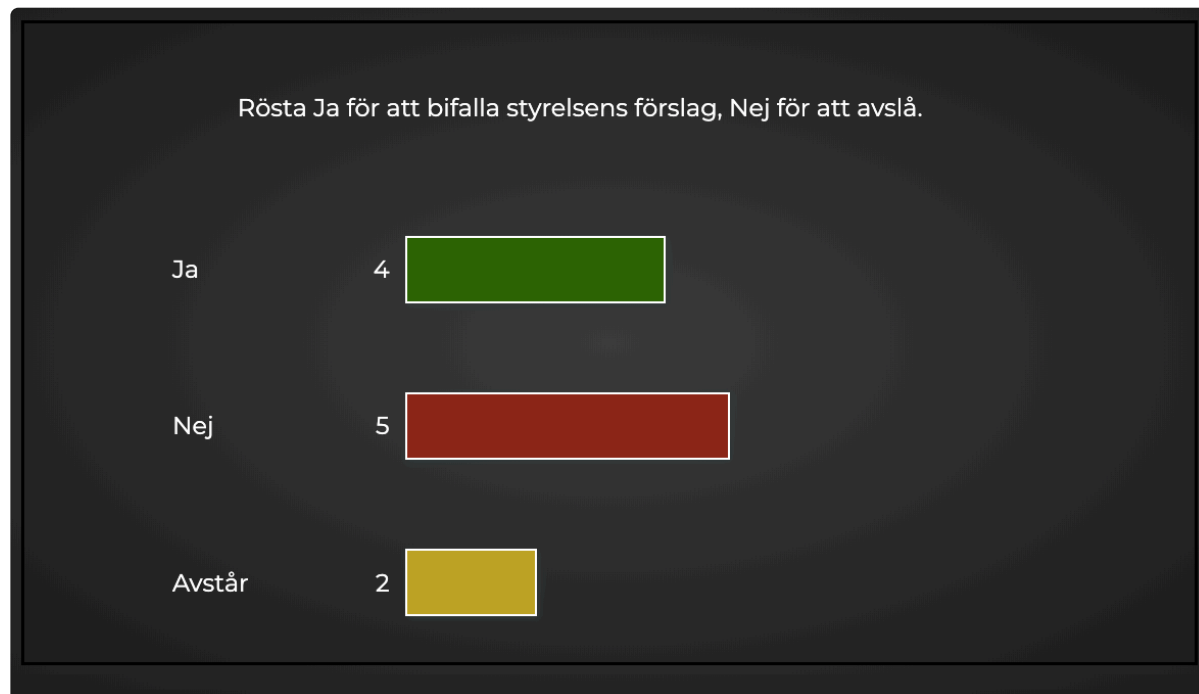 Rösta Ja för att bifalla styrelsens förslag, Nej för att avslå.
Ja 4
Nej 5
Avstår 2